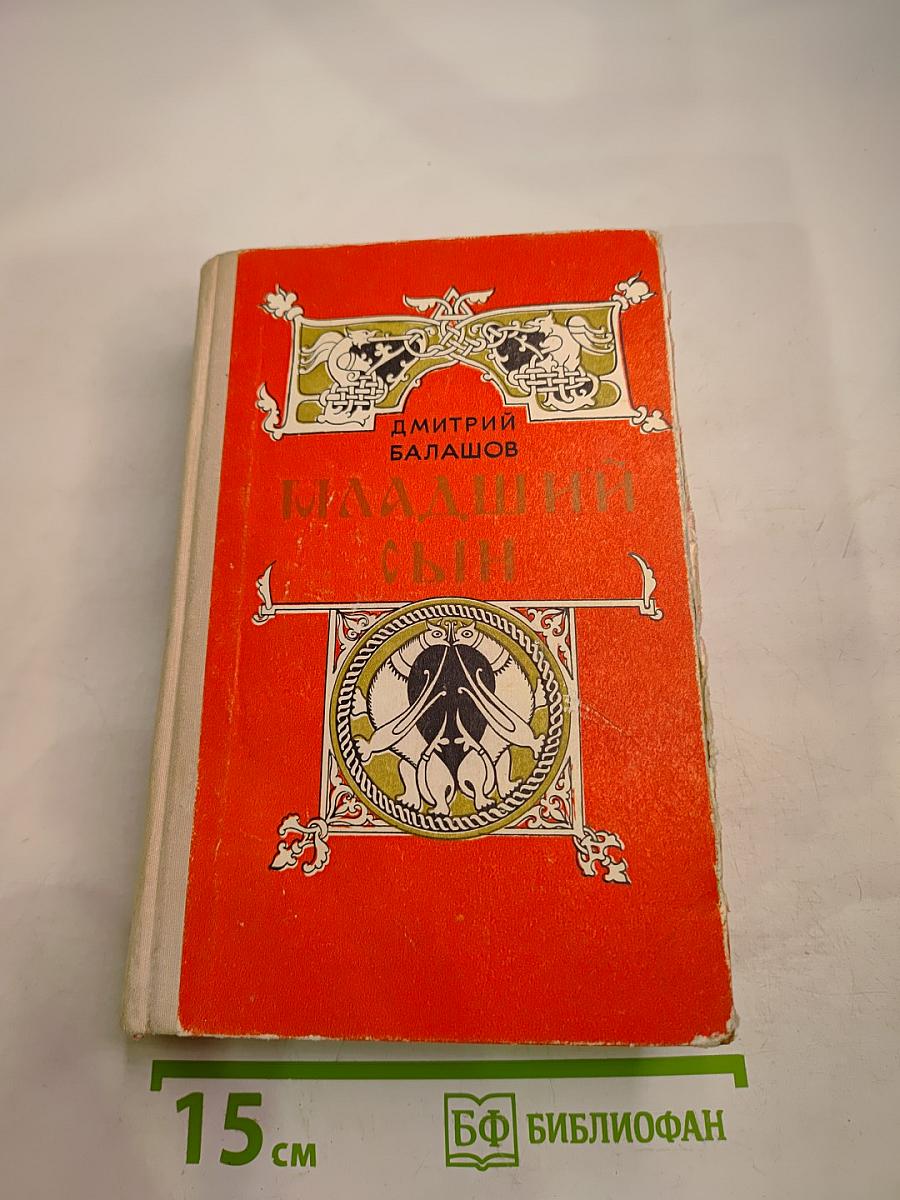 ДМИТРИЙ
БАЛАШОВ
МЛАДШИЙ
СЫН
15 см
БФ БИБЛИОФАН